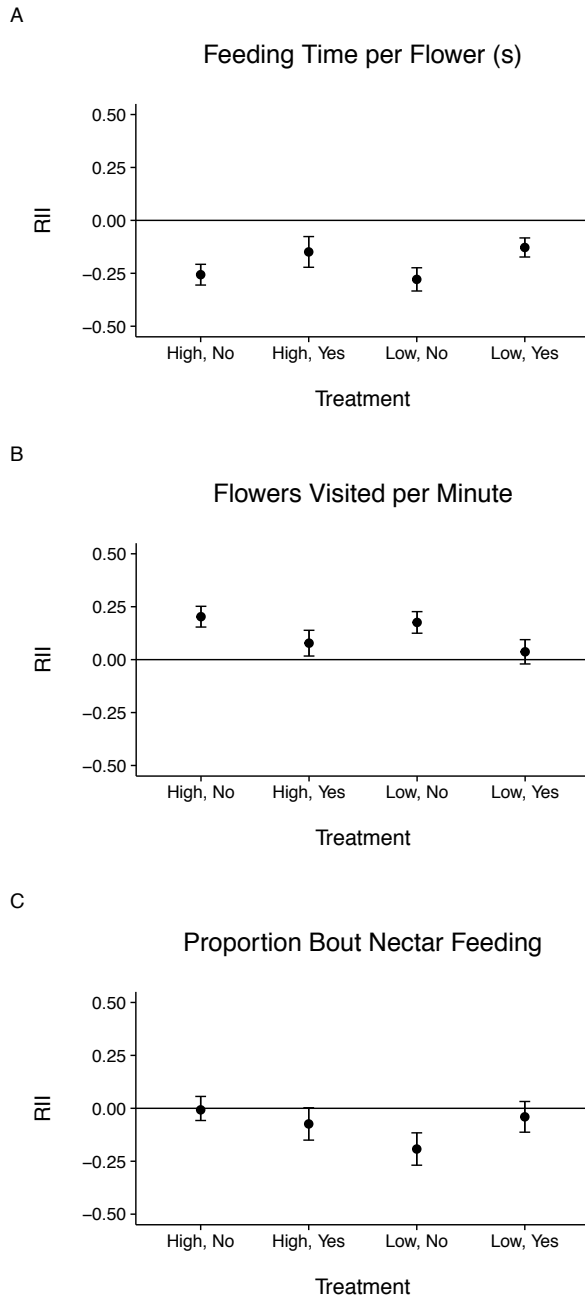 A
Feeding Time per Flower (s)
0.50
0.25
0.00
−0.25
−0.50
RII
High, No High, Yes Low, No Low, Yes
Treatment
B
Flowers Visited per Minute
0.50
0.25
0.00
−0.25
−0.50
RII
High, No High, Yes Low, No Low, Yes
Treatment
C
Proportion Bout Nectar Feeding
0.50
0.25
0.00
−0.25
−0.50
RII
High, No High, Yes Low, No Low, Yes
Treatment